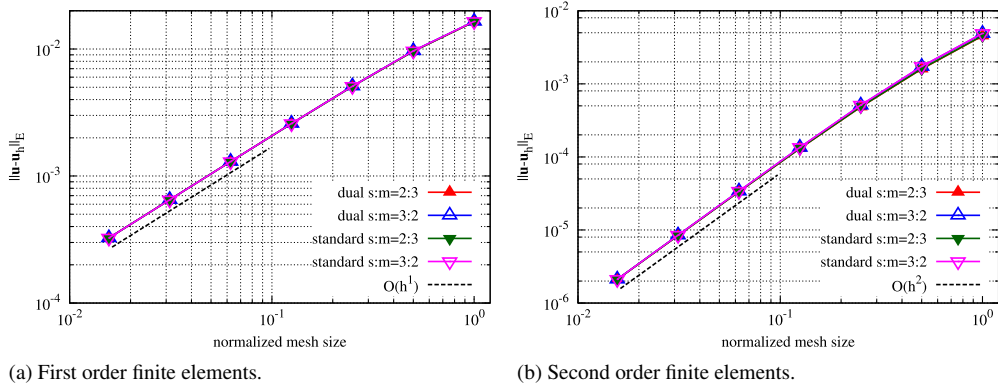 10^-2
10^-3
10^-4
||u-u_h||_E
dual s:m=2:3
dual s:m=3:2
standard s:m=2:3
standard s:m=3:2
O(h^1)
10^-2
10^-1
10^0
normalized mesh size
(a) First order finite elements.
10^-2
10^-3
10^-4
10^-5
10^-6
||u-u_h||_E
dual s:m=2:3
dual s:m=3:2
standard s:m=2:3
standard s:m=3:2
O(h^2)
10^-2
10^-1
10^0
normalized mesh size
(b) Second order finite elements.